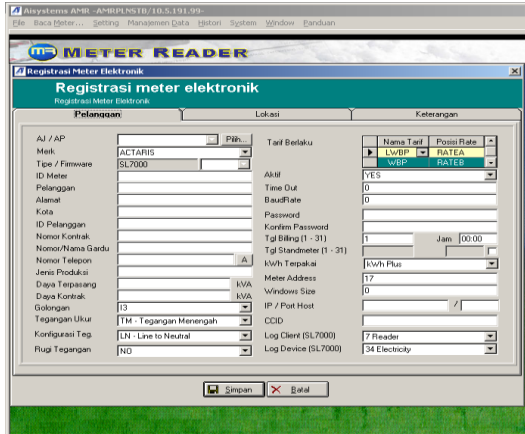 Aisystems AMR -AMRPLNSTB/10.5.191.99-
File Baca Meter... Setting Manajemen Data Histori System Window Panduan
MR METER READER
Registrasi Meter Elektronik
Registrasi meter elektronik
Registrasi Meter Elektronik
Pelanggan Lokasi Keterangan
AJ / AP Pilih...
Merk ACTARIS
Tipe / Firmware SL7000
ID Meter
Pelanggan
Alamat
Kota
ID Pelanggan
Nomor Kontrak
Nomor/Nama Gardu
Nomor Telepon A
Jenis Produksi
Daya Terpasang kVA
Daya Kontrak kVA
Golongan I3
Tegangan Ukur TM - Tegangan Menengah
Konfigurasi Teg. LN - Line to Neutral
Rugi Tegangan NO
Tarif Berlaku Nama Tarif Posisi Rate
LWBP RATEA
WBP RATEB
Aktif YES
Time Out 0
BaudRate 0
Password
Konfirm Password
Tgl Billing (1 - 31) 1 Jam 00:00
Tgl Standmeter (1 - 31)
kWh Terpakai kWh Plus
Meter Address 17
Windows Size 0
IP / Port Host /
CCID
Log Client (SL7000) 7 Reader
Log Device (SL7000) 34 Electricity
Simpan Batal